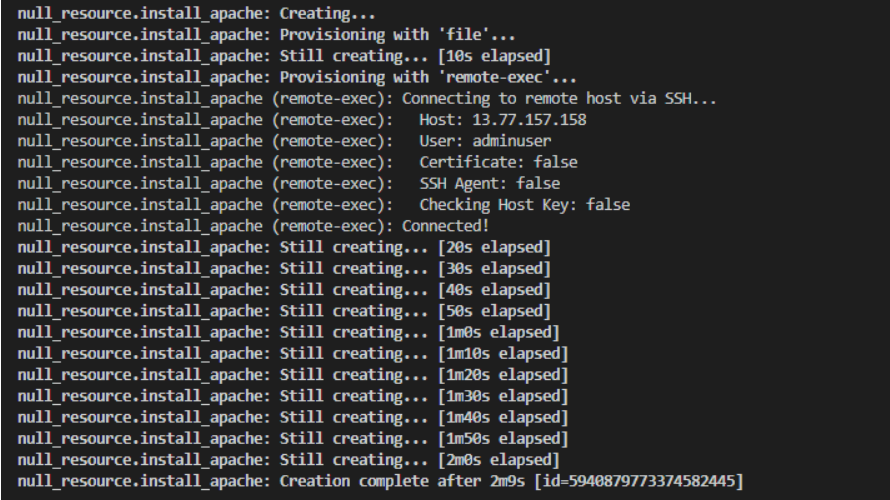 null_resource.install_apache: Creating...
null_resource.install_apache: Provisioning with 'file'...
null_resource.install_apache: Still creating... [10s elapsed]
null_resource.install_apache: Provisioning with 'remote-exec'...
null_resource.install_apache (remote-exec): Connecting to remote host via SSH...
null_resource.install_apache (remote-exec):   Host: 13.77.157.158
null_resource.install_apache (remote-exec):   User: adminuser
null_resource.install_apache (remote-exec):   Certificate: false
null_resource.install_apache (remote-exec):   SSH Agent: false
null_resource.install_apache (remote-exec):   Checking Host Key: false
null_resource.install_apache (remote-exec): Connected!
null_resource.install_apache: Still creating... [20s elapsed]
null_resource.install_apache: Still creating... [30s elapsed]
null_resource.install_apache: Still creating... [40s elapsed]
null_resource.install_apache: Still creating... [50s elapsed]
null_resource.install_apache: Still creating... [1m0s elapsed]
null_resource.install_apache: Still creating... [1m10s elapsed]
null_resource.install_apache: Still creating... [1m20s elapsed]
null_resource.install_apache: Still creating... [1m30s elapsed]
null_resource.install_apache: Still creating... [1m40s elapsed]
null_resource.install_apache: Still creating... [1m50s elapsed]
null_resource.install_apache: Still creating... [2m0s elapsed]
null_resource.install_apache: Creation complete after 2m9s [id=5940879773374582445]